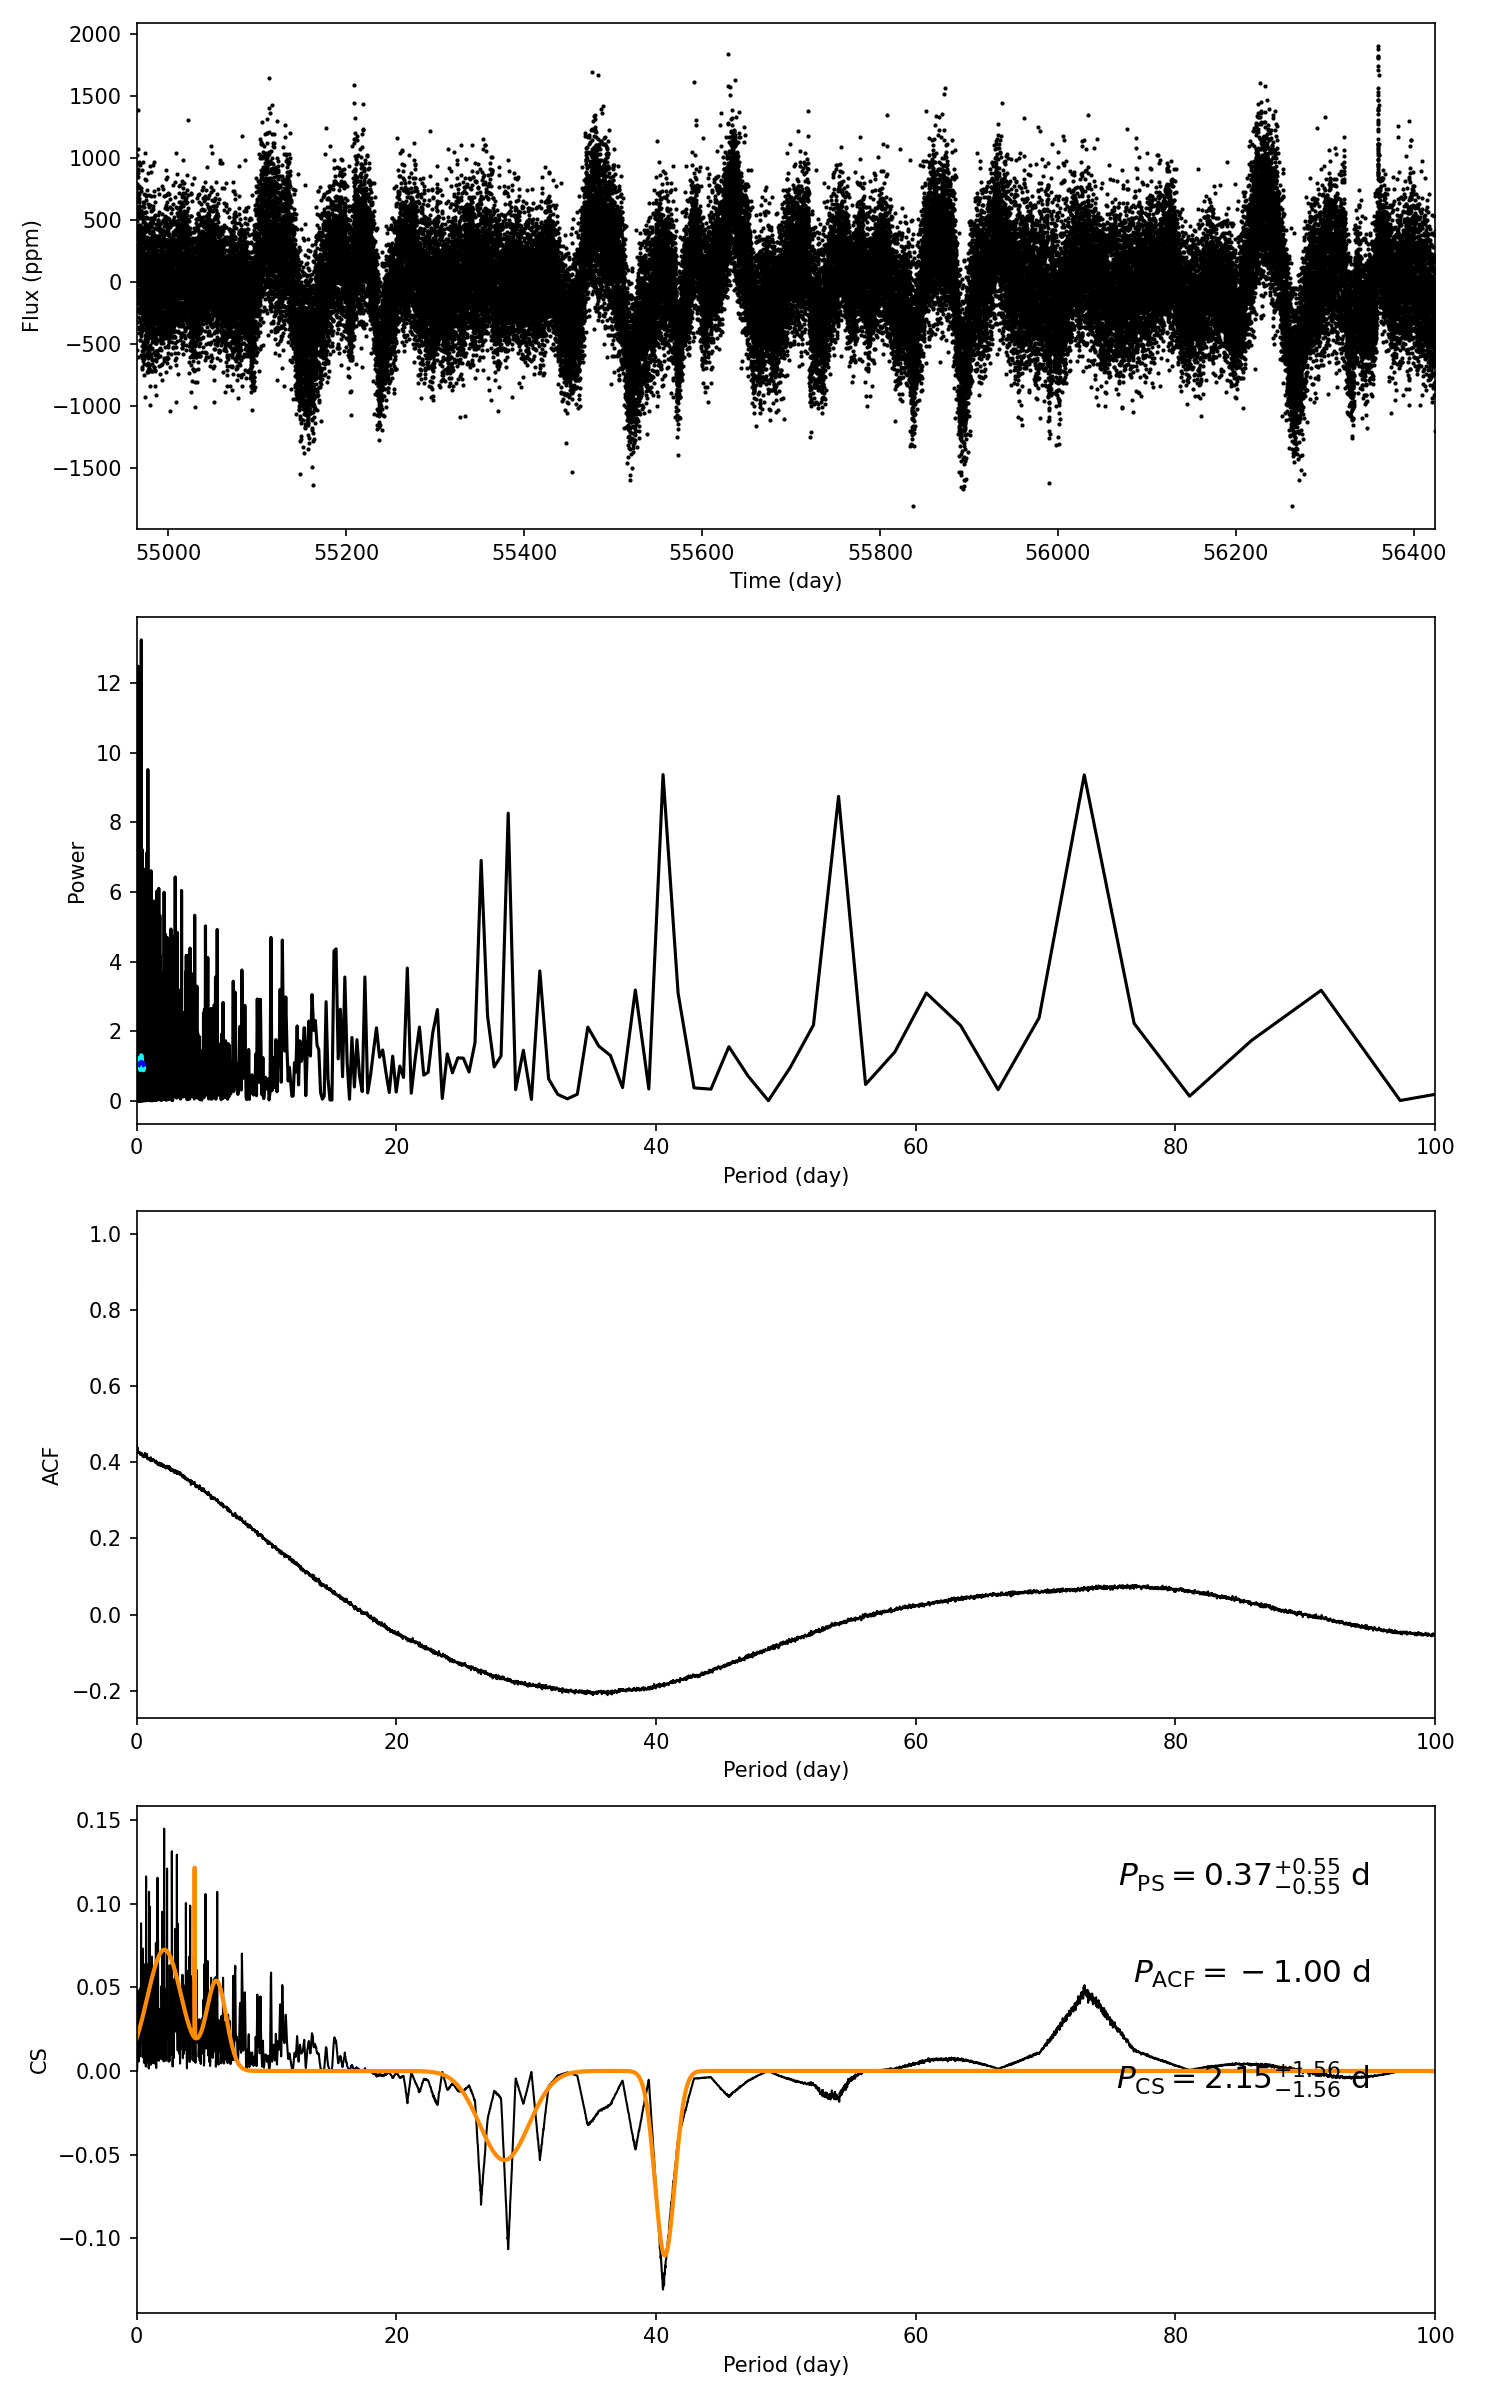 2000
1500
1000
500
0
−500
−1000
−1500
Flux (ppm)
55000 55200 55400 55600 55800 56000 56200 56400
Time (day)
12
10
8
6
4
2
0
Power
0 20 40 60 80 100
Period (day)
1.0
0.8
0.6
0.4
0.2
0.0
−0.2
ACF
0 20 40 60 80 100
Period (day)
0.15
0.10
0.05
0.00
−0.05
−0.10
CS
P_PS = 0.37 +0.55 −0.55 d
P_ACF = − 1.00 d
P_CS = 2.15 +1.56 −1.56 d
0 20 40 60 80 100
Period (day)